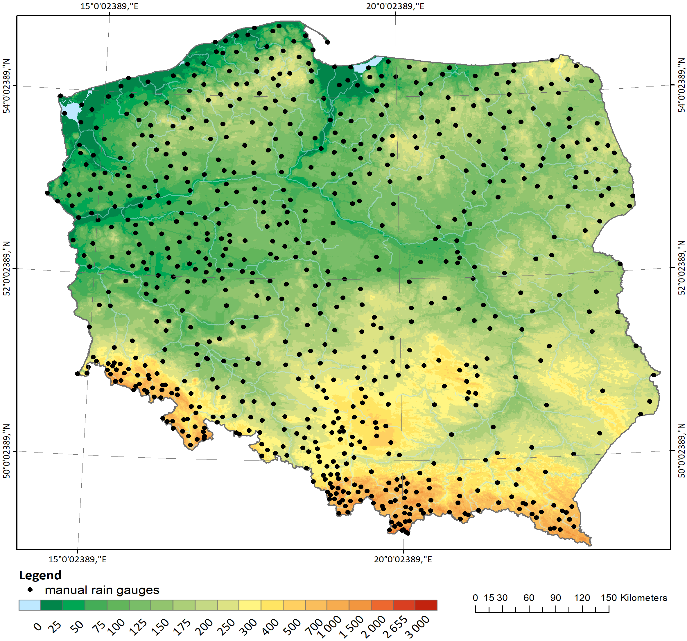 15°0'02389,"E 20°0'02389,"E
54°0'02389,"N 54°0'02389,"N
52°0'02389,"N 52°0'02389,"N
50°0'02389,"N 50°0'02389,"N
15°0'02389,"E 20°0'02389,"E
Legend
manual rain gauges
0 25 50 75 100 125 150 175 200 250 300 400 500 700 1 000 1 500 2 000 2 655 3 000
0 15 30 60 90 120 150 Kilometers